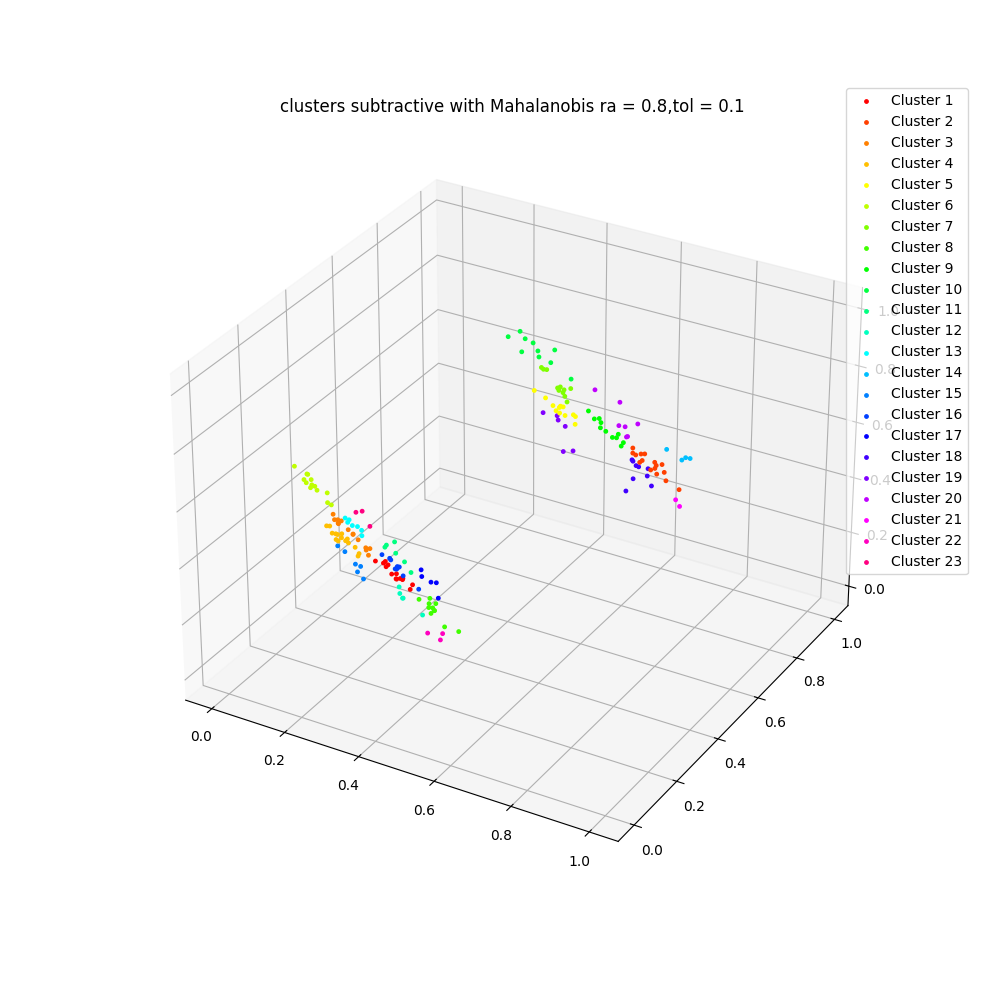 clusters subtractive with Mahalanobis ra = 0.8,tol = 0.1
Cluster 1
Cluster 2
Cluster 3
Cluster 4
Cluster 5
Cluster 6
Cluster 7
Cluster 8
Cluster 9
Cluster 10
Cluster 11
Cluster 12
Cluster 13
Cluster 14
Cluster 15
Cluster 16
Cluster 17
Cluster 18
Cluster 19
Cluster 20
Cluster 21
Cluster 22
Cluster 23
1.0
0.8
0.6
0.4
0.2
0.0
1.0
0.8
0.6
0.4
0.2
0.0
0.0
0.2
0.4
0.6
0.8
1.0